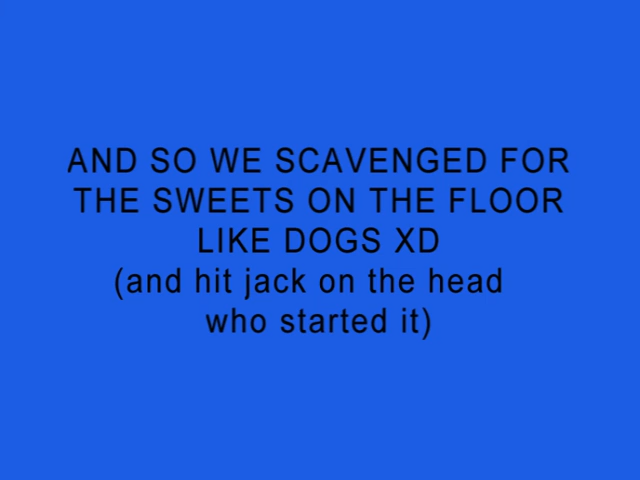 AND SO WE SCAVENGED FOR
THE SWEETS ON THE FLOOR
LIKE DOGS XD
(and hit jack on the head
who started it)